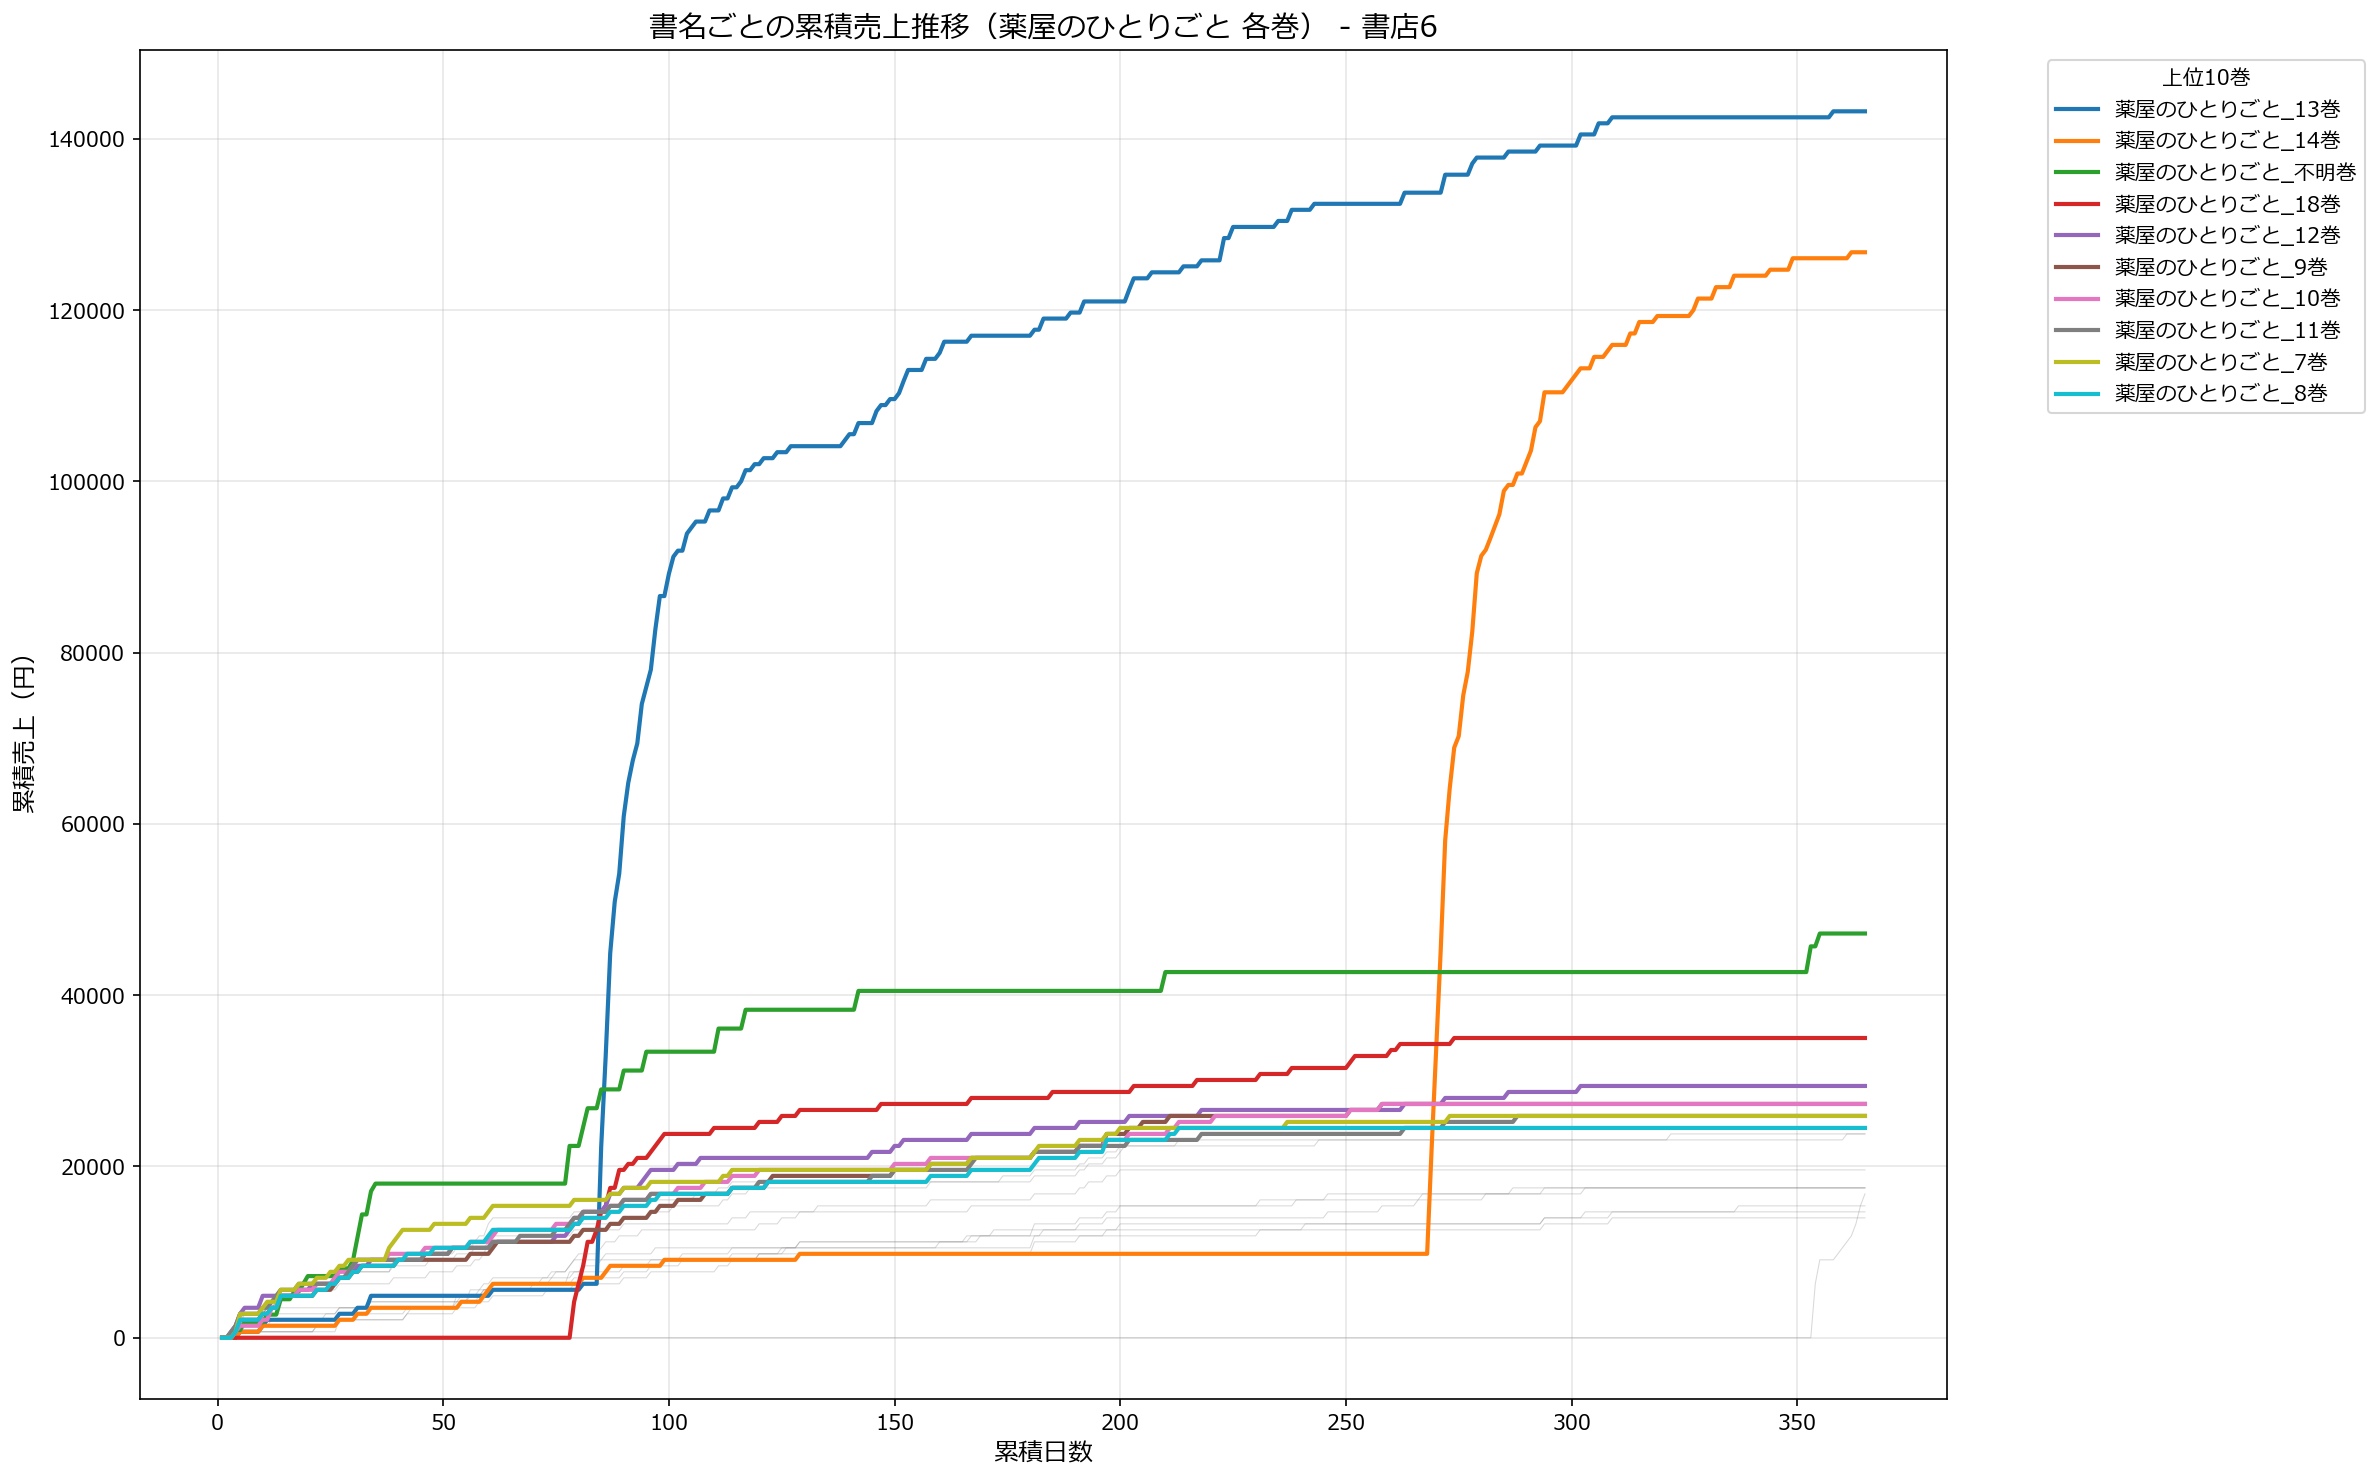 書名ごとの累積売上推移（薬屋のひとりごと 各巻） - 書店6
上位10巻
薬屋のひとりごと_13巻
薬屋のひとりごと_14巻
薬屋のひとりごと_不明巻
薬屋のひとりごと_18巻
薬屋のひとりごと_12巻
薬屋のひとりごと_9巻
薬屋のひとりごと_10巻
薬屋のひとりごと_11巻
薬屋のひとりごと_7巻
薬屋のひとりごと_8巻
累積売上（円）
140000
120000
100000
80000
60000
40000
20000
0
0 50 100 150 200 250 300 350
累積日数